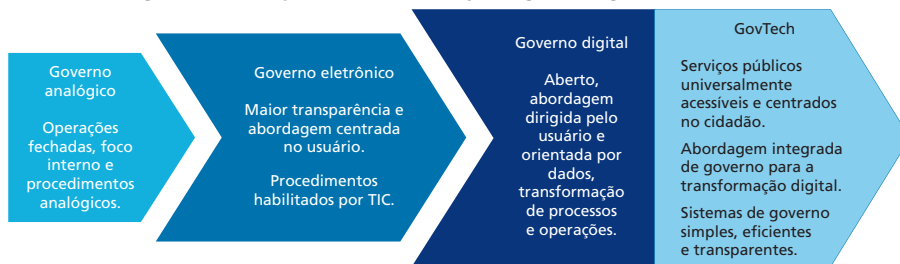 Governo
analógico
Operações
fechadas, foco
interno e
procedimentos
analógicos.
Governo eletrônico
Maior transparência e
abordagem centrada
no usuário.
Procedimentos
habilitados por TIC.
Governo digital
Aberto,
abordagem
dirigida pelo
usuário e
orientada por
dados,
transformação
de processos
e operações.
GovTech
Serviços públicos
universalmente
acessíveis e centrados
no cidadão.
Abordagem integrada
de governo para a
transformação digital.
Sistemas de governo
simples, eficientes
e transparentes.